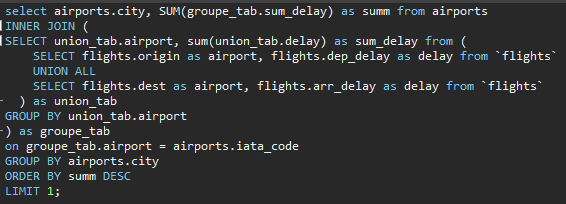 select airports.city, SUM(groupe_tab.sum_delay) as summ from airports
INNER JOIN (
SELECT union_tab.airport, sum(union_tab.delay) as sum_delay from (
    SELECT flights.origin as airport, flights.dep_delay as delay from `flights`
    UNION ALL
    SELECT flights.dest as airport, flights.arr_delay as delay from `flights`
  ) as union_tab
GROUP BY union_tab.airport
) as groupe_tab
on groupe_tab.airport = airports.iata_code
GROUP BY airports.city
ORDER BY summ DESC
LIMIT 1;